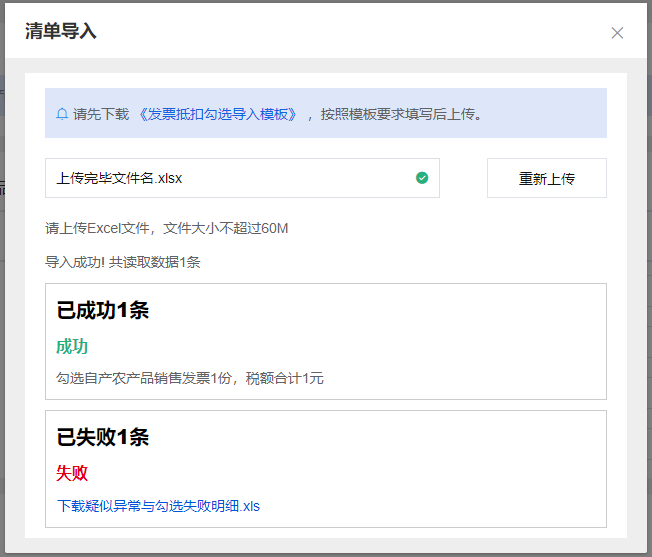 清单导入
请先下载 《发票抵扣勾选导入模板》 ，按照模板要求填写后上传。
上传完毕文件名.xlsx
重新上传
请上传Excel文件，文件大小不超过60M
导入成功! 共读取数据1条
已成功1条
成功
勾选自产农产品销售发票1份，税额合计1元
已失败1条
失败
下载疑似异常与勾选失败明细.xls